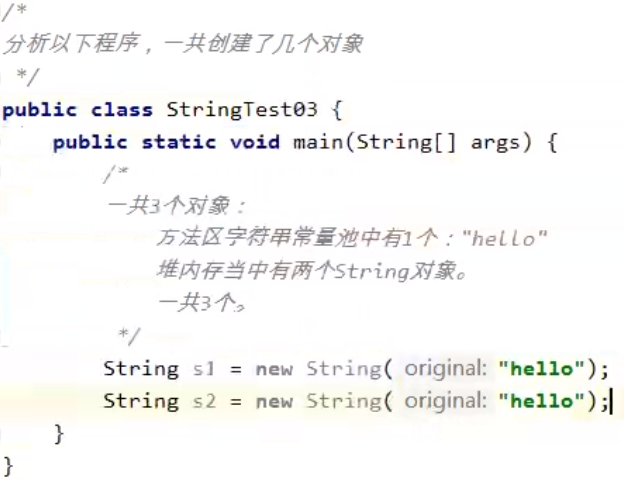 /*
分析以下程序，一共创建了几个对象
*/
public class StringTest03 {
public static void main(String[] args) {
/*
一共3个对象：
方法区字符串常量池中有1个："hello"
堆内存当中有两个String对象。
一共3个。
*/
String s1 = new String( original: "hello");
String s2 = new String( original: "hello");
}
}